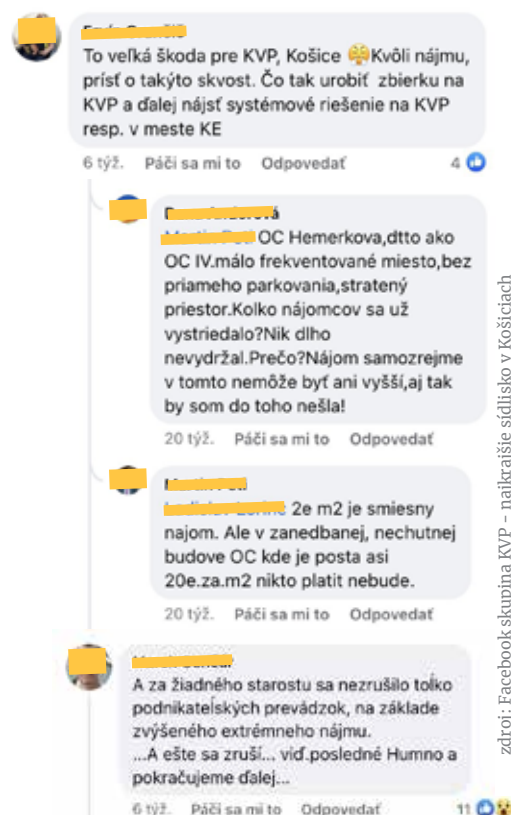 To veľká škoda pre KVP, Košice 😤Kvôli nájmu,
prísť o takýto skvost. Čo tak urobiť zbierku na
KVP a ďalej nájsť systémové riešenie na KVP
resp. v meste KE
6 týž. Páči sa mi to Odpovedať 4
OC Hemerkova,dtto ako
OC IV.málo frekventované miesto,bez
priameho parkovania,stratený
priestor.Kolko nájomcov sa už
vystriedalo?Nik dlho
nevydržal.Prečo?Nájom samozrejme
v tomto nemôže byť ani vyšší,aj tak
by som do toho nešla!
20 týž. Páči sa mi to Odpovedať
2e m2 je smiesny
najom. Ale v zanedbanej, nechutnej
budove OC kde je posta asi
20e.za.m2 nikto platit nebude.
20 týž. Páči sa mi to Odpovedať
A za žiadného starostu sa nezrušilo toĺko
podnikateĺských prevádzok, na základe
zvýšeného extrémneho nájmu.
...A ešte sa zruší... viď.posledné Humno a
pokračujeme ďalej...
6 týž. Páči sa mi to Odpovedať 11
zdroj: Facebook skupina KVP – najkrajšie sídlisko v Košiciach